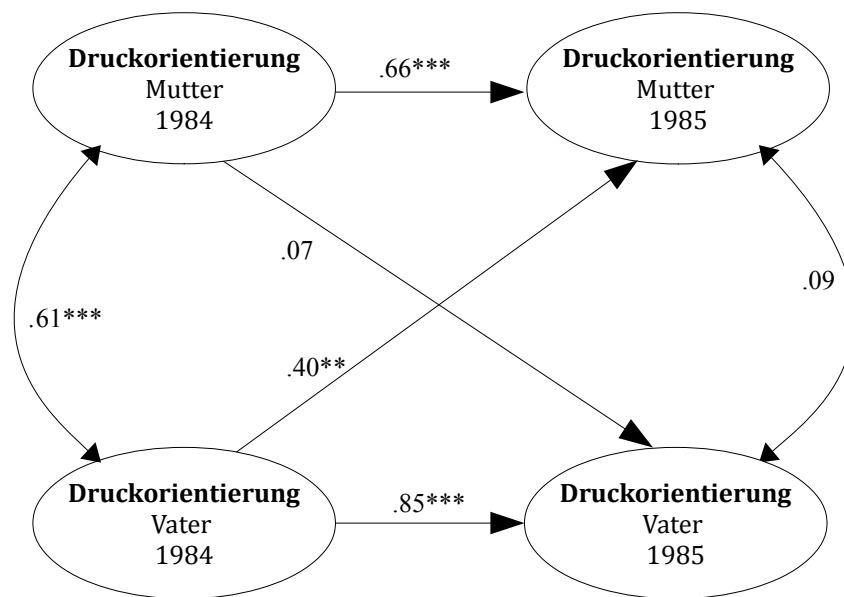 Druckorientierung
Mutter
1984
.66***
Druckorientierung
Mutter
1985
.07
.09
.61***
.40**
Druckorientierung
Vater
1984
.85***
Druckorientierung
Vater
1985